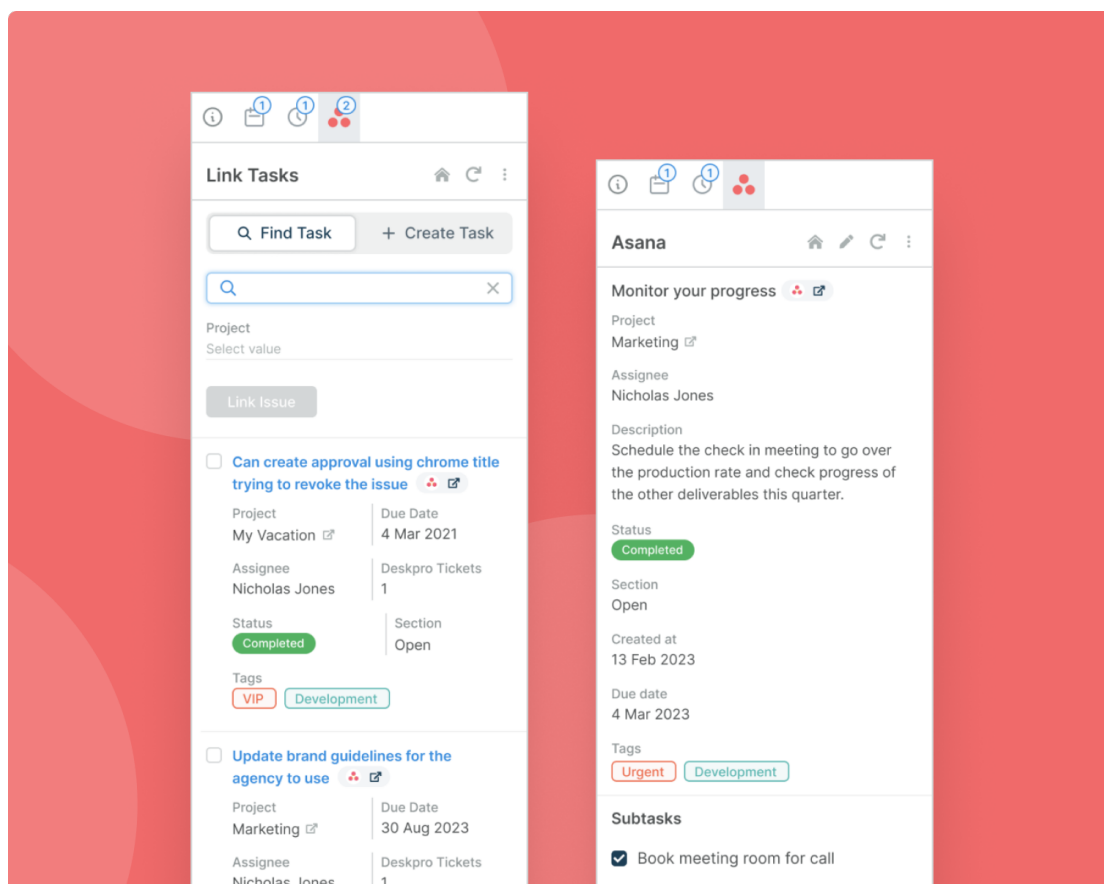 1
1
2
Link Tasks
Find Task
+ Create Task
Project
Select value
Link Issue
Can create approval using chrome title
trying to revoke the issue
Project
Due Date
My Vacation
4 Mar 2021
Assignee
Deskpro Tickets
Nicholas Jones
1
Status
Section
Completed
Open
Tags
VIP
Development
Update brand guidelines for the
agency to use
Project
Due Date
Marketing
30 Aug 2023
Assignee
Deskpro Tickets
Nicholas Jones
1
1
1
Asana
Monitor your progress
Project
Marketing
Assignee
Nicholas Jones
Description
Schedule the check in meeting to go over
the production rate and check progress of
the other deliverables this quarter.
Status
Completed
Section
Open
Created at
13 Feb 2023
Due date
4 Mar 2023
Tags
Urgent
Development
Subtasks
Book meeting room for call